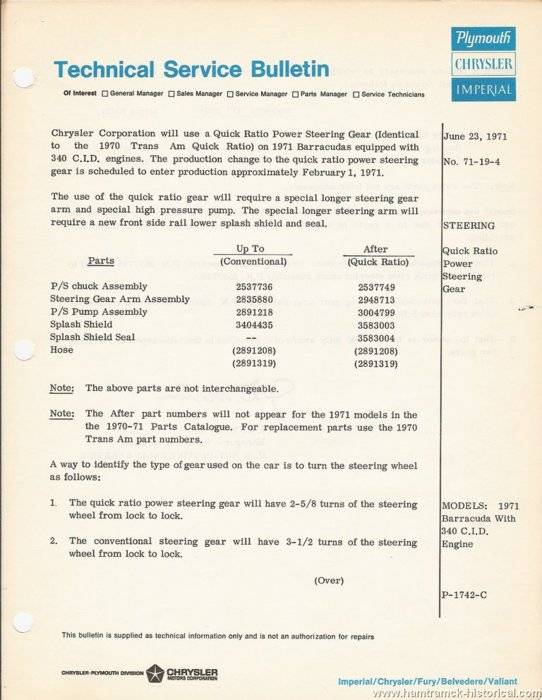 Plymouth
CHRYSLER
IMPERIAL
Technical Service Bulletin
Of Interest □ General Manager □ Sales Manager □ Service Manager □ Parts Manager □ Service Technicians
Chrysler Corporation will use a Quick Ratio Power Steering Gear (Identical
to the 1970 Trans Am Quick Ratio) on 1971 Barracudas equipped with
340 C.I.D. engines. The production change to the quick ratio power steering
gear is scheduled to enter production approximately February 1, 1971.
June 23, 1971
No. 71-19-4
The use of the quick ratio gear will require a special longer steering gear
arm and special high pressure pump. The special longer steering arm will
require a new front side rail lower splash shield and seal.
STEERING
Quick Ratio
Power
Steering
Gear
Up To After
Parts (Conventional) (Quick Ratio)
P/S chuck Assembly 2537736 2537749
Steering Gear Arm Assembly 2835880 2948713
P/S Pump Assembly 2891218 3004799
Splash Shield 3404435 3583003
Splash Shield Seal -- 3583004
Hose (2891208) (2891208)
(2891319) (2891319)
Note: The above parts are not interchangeable.
Note: The After part numbers will not appear for the 1971 models in the
the 1970-71 Parts Catalogue. For replacement parts use the 1970
Trans Am part numbers.
A way to identify the type of gear used on the car is to turn the steering wheel
as follows:
1. The quick ratio power steering gear will have 2-5/8 turns of the steering
wheel from lock to lock.
2. The conventional steering gear will have 3-1/2 turns of the steering
wheel from lock to lock.
MODELS: 1971
Barracuda With
340 C.I.D.
Engine
(Over)
P-1742-C
This bulletin is supplied as technical information only and is not an authorization for repairs
CHRYSLER-PLYMOUTH DIVISION CHRYSLER
MOTORS CORPORATION
Imperial/Chrysler/Fury/Belvedere/Valiant
www.hamtramck-historical.com